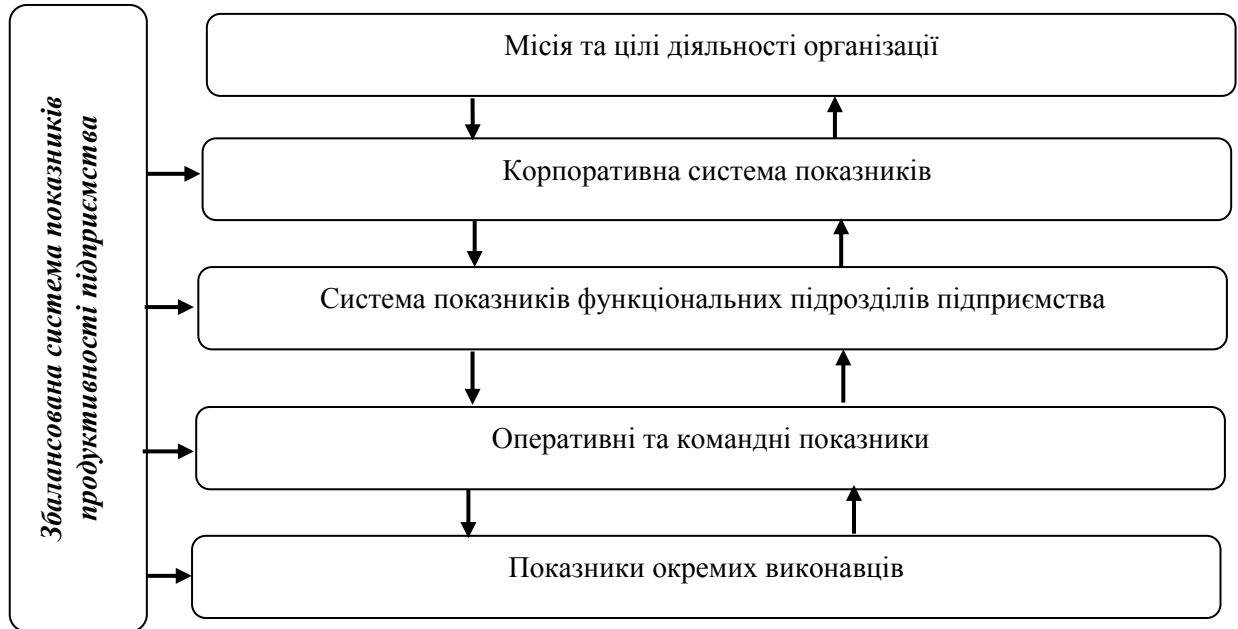 Збалансована система показників
продуктивності підприємства
Місія та цілі діяльності організації
Корпоративна система показників
Система показників функціональних підрозділів підприємства
Оперативні та командні показники
Показники окремих виконавців